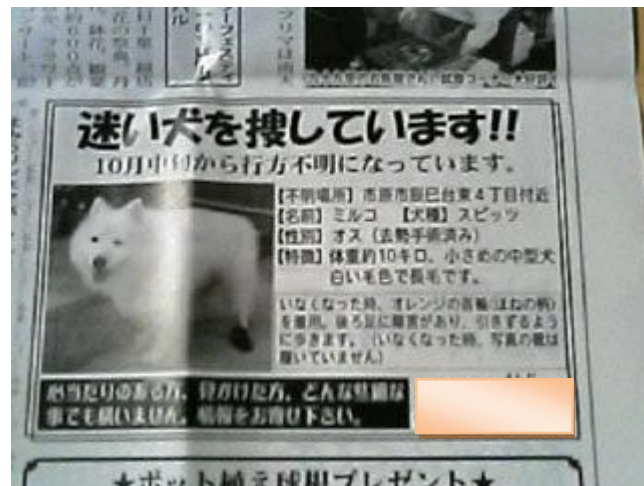 迷い犬を捜しています!!
10月中旬から行方不明になっています。
【不明場所】市原市辰巳台東4丁目付近
【名前】ミルコ 【犬種】スピッツ
【性別】オス(去勢手術済み)
【特徴】体重約10キロ、小さめの中型犬
白い毛色で長毛です。
いなくなった時、オレンジの首輪(ほねの柄)
を着用。後ろ足に障害があり、引きずるよう
に歩きます。(いなくなった時、写真の靴は
履いていません)
心当たりのある方、見かけた方、どんな些細な
事でも構いません。情報をお寄せ下さい。
★ポット植え球根プレゼント★